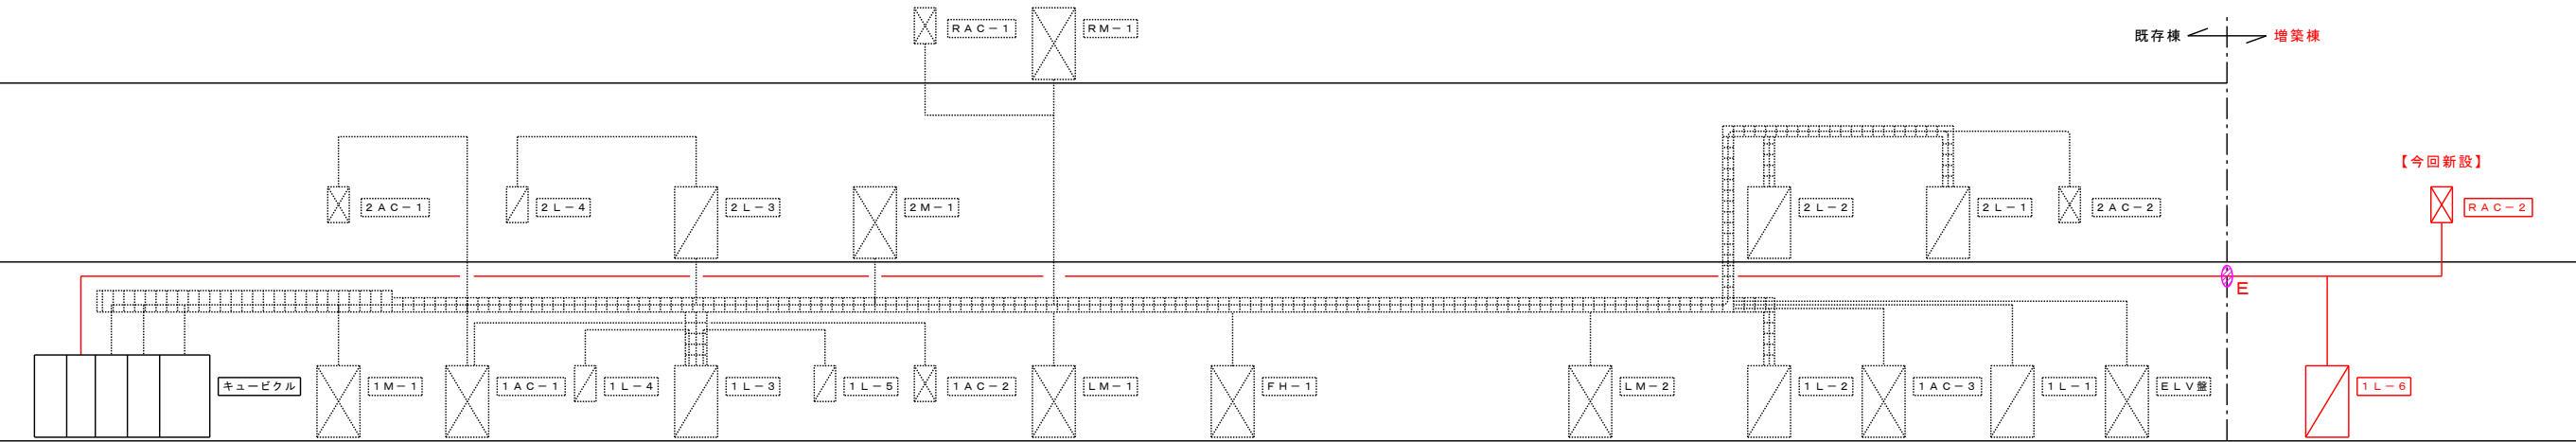 ＲＡＣ－１
ＲＭ－１
既存棟
増築棟
【今回新設】
２ＡＣ－１
２Ｌ－４
２Ｌ－３
２Ｍ－１
２Ｌ－２
２Ｌ－１
２ＡＣ－２
ＲＡＣ－２
E
キュービクル
１Ｍ－１
１ＡＣ－１
１Ｌ－４
１Ｌ－３
１Ｌ－５
１ＡＣ－２
ＬＭ－１
ＦＨ－１
ＬＭ－２
１Ｌ－２
１ＡＣ－３
１Ｌ－１
ＥＬＶ盤
１Ｌ－６